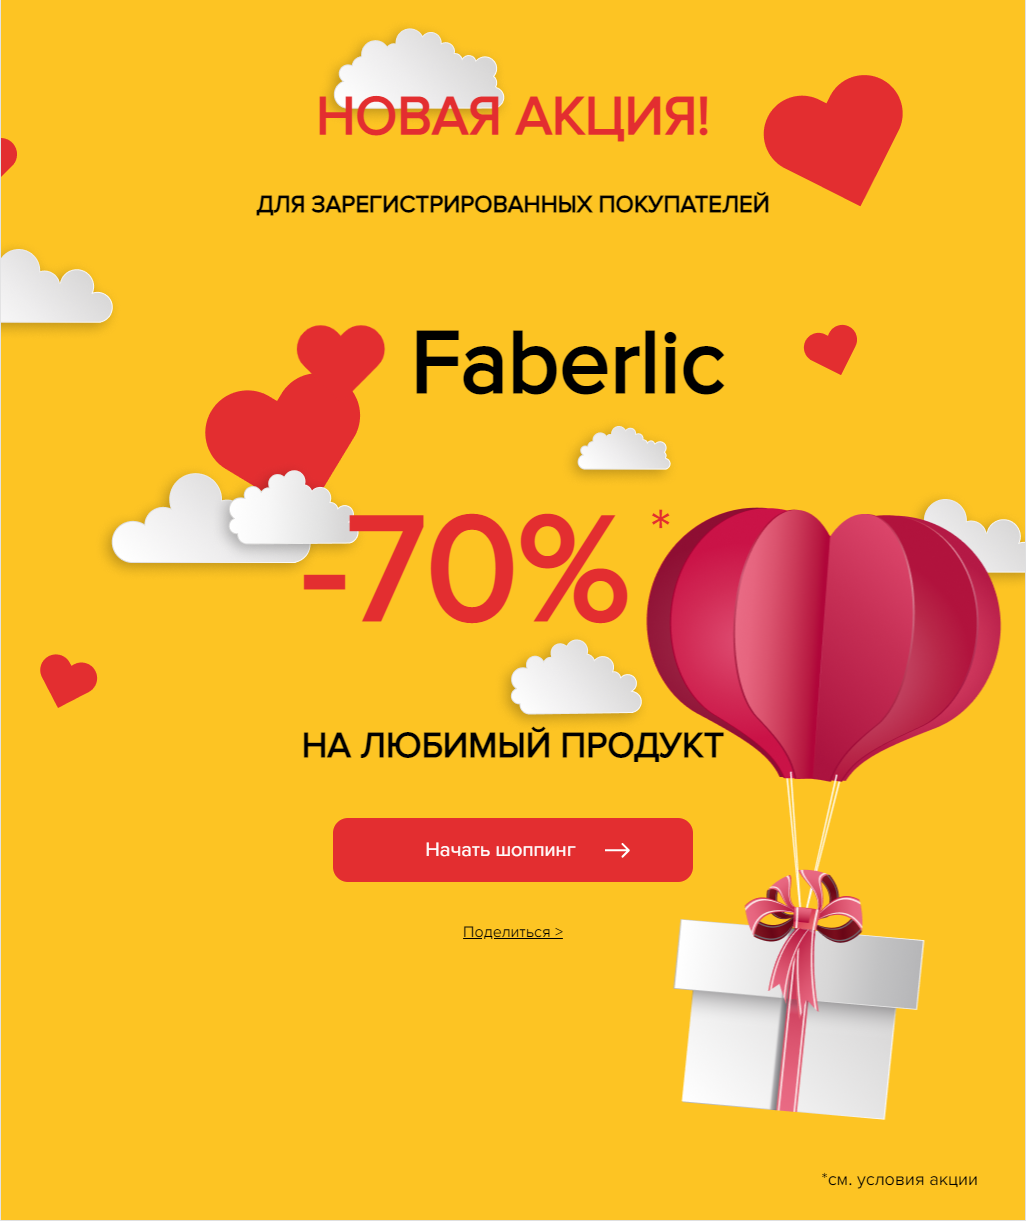 НОВАЯ АКЦИЯ!
ДЛЯ ЗАРЕГИСТРИРОВАННЫХ ПОКУПАТЕЛЕЙ
Faberlic
-70% *
НА ЛЮБИМЫЙ ПРОДУКТ
Начать шоппинг →
Поделиться >
*см. условия акции